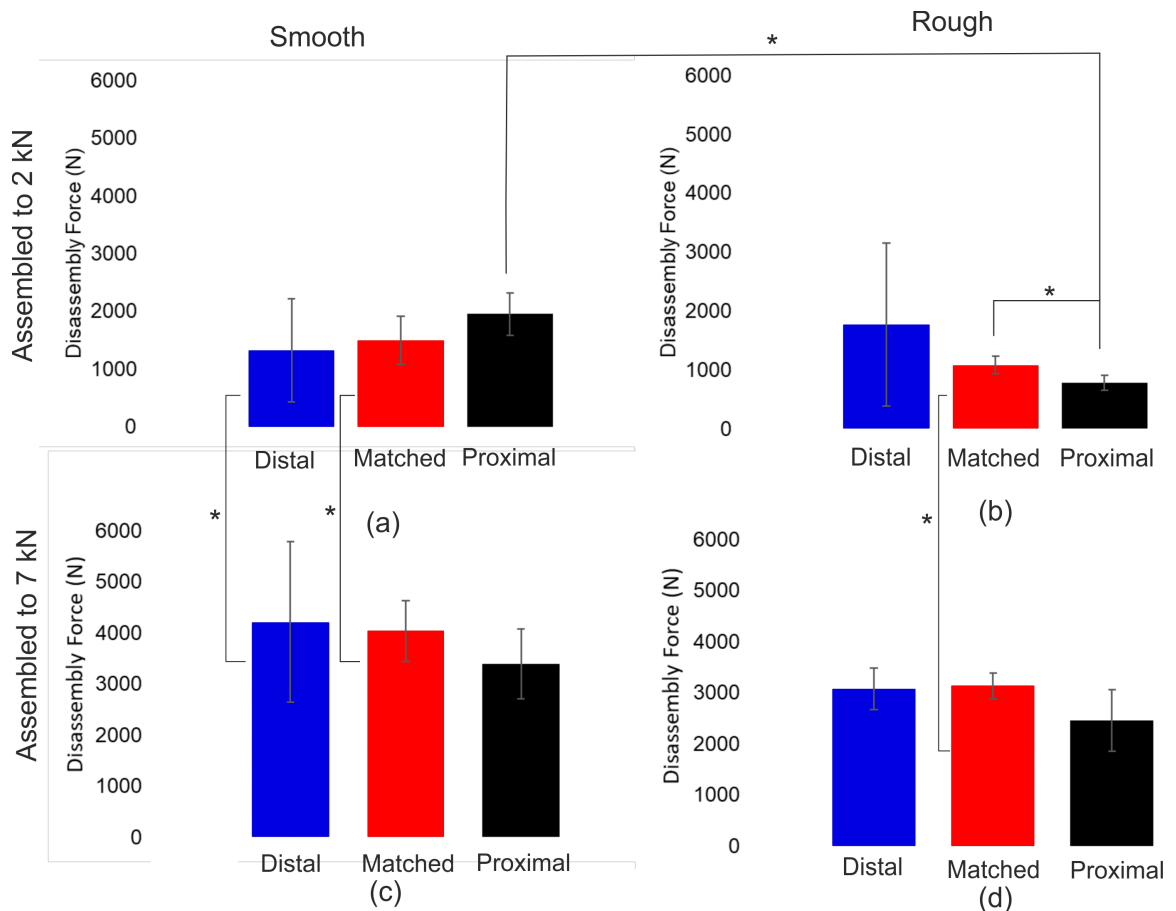 Smooth
Rough
Assembled to 2 kN
Disassembly Force (N)
6000
5000
4000
3000
2000
1000
0
Distal
Matched
Proximal
(a)
*
*
*
Disassembly Force (N)
6000
5000
4000
3000
2000
1000
0
*
Distal
Matched
Proximal
(b)
*
Assembled to 7 kN
Disassembly Force (N)
6000
5000
4000
3000
2000
1000
0
Distal
Matched
Proximal
(c)
Disassembly Force (N)
6000
5000
4000
3000
2000
1000
0
Distal
Matched
Proximal
(d)